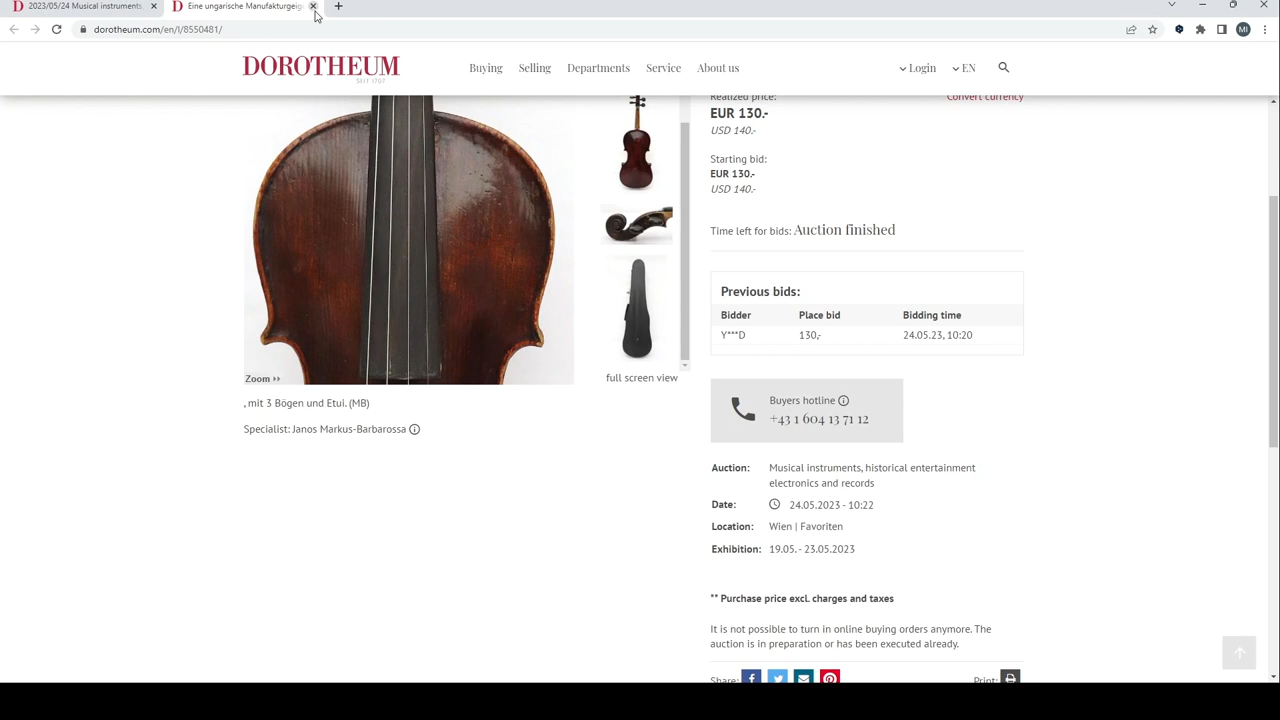 2023/05/24 Musical instruments,
Eine ungarische Manufakturgeig
dorotheum.com/en/l/8550481/
MI
DOROTHEUM
SEIT 1707
Buying Selling Departments Service About us
Login EN
Realized price: Convert currency
EUR 130.-
USD 140.-
Starting bid:
EUR 130.-
USD 140.-
Time left for bids: Auction finished
Previous bids:
Bidder Place bid Bidding time
Y***D 130,- 24.05.23, 10:20
Zoom
full screen view
, mit 3 Bögen und Etui. (MB)
Specialist: Janos Markus-Barbarossa
Buyers hotline
+43 1 604 13 71 12
Auction: Musical instruments, historical entertainment
electronics and records
Date: 24.05.2023 - 10:22
Location: Wien | Favoriten
Exhibition: 19.05. - 23.05.2023
** Purchase price excl. charges and taxes
It is not possible to turn in online buying orders anymore. The
auction is in preparation or has been executed already.
Share: Print: